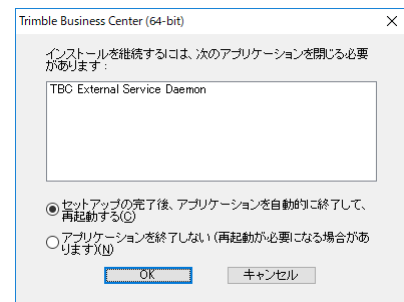 Trimble Business Center (64-bit)
インストールを継続するには、次のアプリケーションを閉じる必要
があります:
TBC External Service Daemon
セットアップの完了後、アプリケーションを自動的に終了して、
再起動する(C)
アプリケーションを終了しない (再起動が必要になる場合があ
ります)(N)
OK
キャンセル